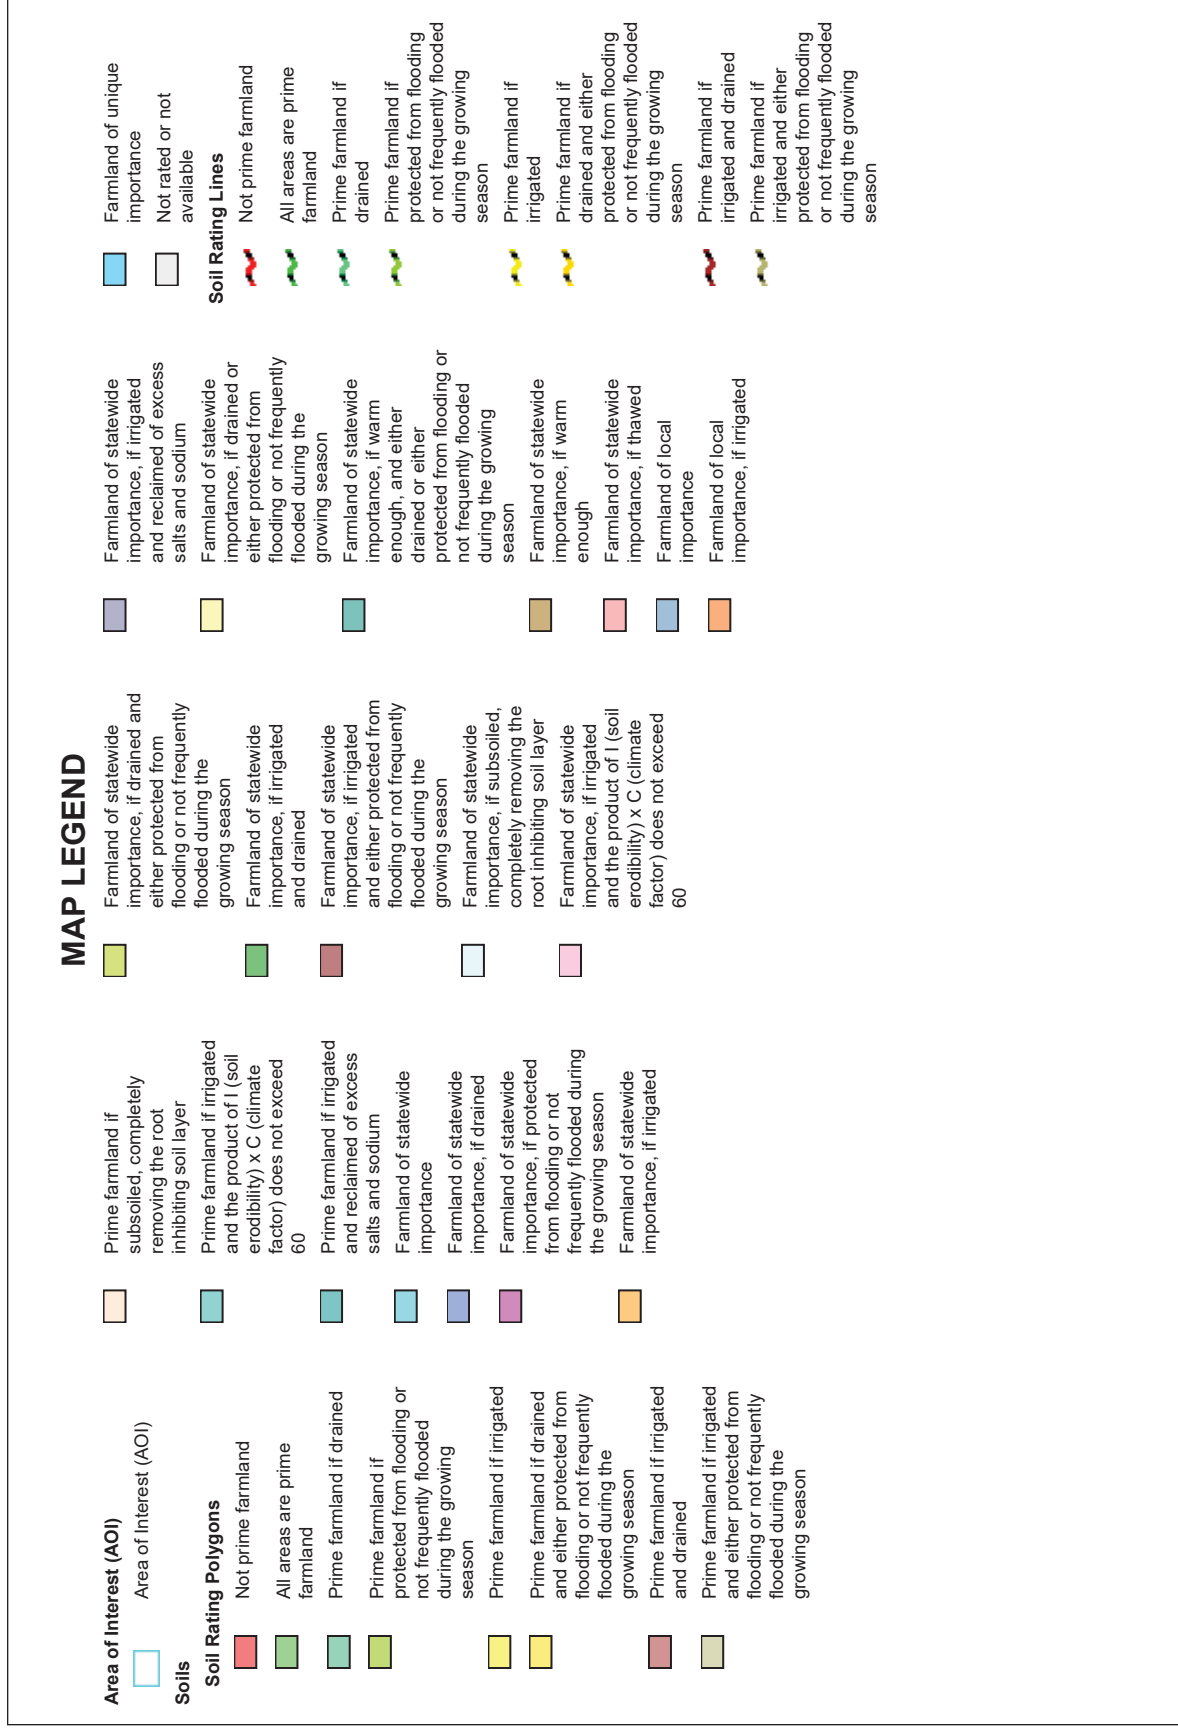 MAP LEGEND
Area of Interest (AOI)
Area of Interest (AOI)
Soils
Soil Rating Polygons
Not prime farmland
All areas are prime
farmland
Prime farmland if drained
Prime farmland if
protected from flooding or
not frequently flooded
during the growing
season
Prime farmland if irrigated
Prime farmland if drained
and either protected from
flooding or not frequently
flooded during the
growing season
Prime farmland if irrigated
and drained
Prime farmland if irrigated
and either protected from
flooding or not frequently
flooded during the
growing season
Prime farmland if
subsoiled, completely
removing the root
inhibiting soil layer
Prime farmland if irrigated
and the product of I (soil
erodibility) x C (climate
factor) does not exceed
60
Prime farmland if irrigated
and reclaimed of excess
salts and sodium
Farmland of statewide
importance
Farmland of statewide
importance, if drained
Farmland of statewide
importance, if protected
from flooding or not
frequently flooded during
the growing season
Farmland of statewide
importance, if irrigated
Farmland of statewide
importance, if drained and
either protected from
flooding or not frequently
flooded during the
growing season
Farmland of statewide
importance, if irrigated
and drained
Farmland of statewide
importance, if irrigated
and either protected from
flooding or not frequently
flooded during the
growing season
Farmland of statewide
importance, if subsoiled,
completely removing the
root inhibiting soil layer
Farmland of statewide
importance, if irrigated
and the product of I (soil
erodibility) x C (climate
factor) does not exceed
60
Farmland of statewide
importance, if irrigated
and reclaimed of excess
salts and sodium
Farmland of statewide
importance, if drained or
either protected from
flooding or not frequently
flooded during the
growing season
Farmland of statewide
importance, if warm
enough, and either
drained or either
protected from flooding or
not frequently flooded
during the growing
season
Farmland of statewide
importance, if warm
enough
Farmland of statewide
importance, if thawed
Farmland of local
importance
Farmland of local
importance, if irrigated
Farmland of unique
importance
Not rated or not
available
Soil Rating Lines
Not prime farmland
All areas are prime
farmland
Prime farmland if
drained
Prime farmland if
protected from flooding
or not frequently flooded
during the growing
season
Prime farmland if
irrigated
Prime farmland if
drained and either
protected from flooding
or not frequently flooded
during the growing
season
Prime farmland if
irrigated and drained
Prime farmland if
irrigated and either
protected from flooding
or not frequently flooded
during the growing
season